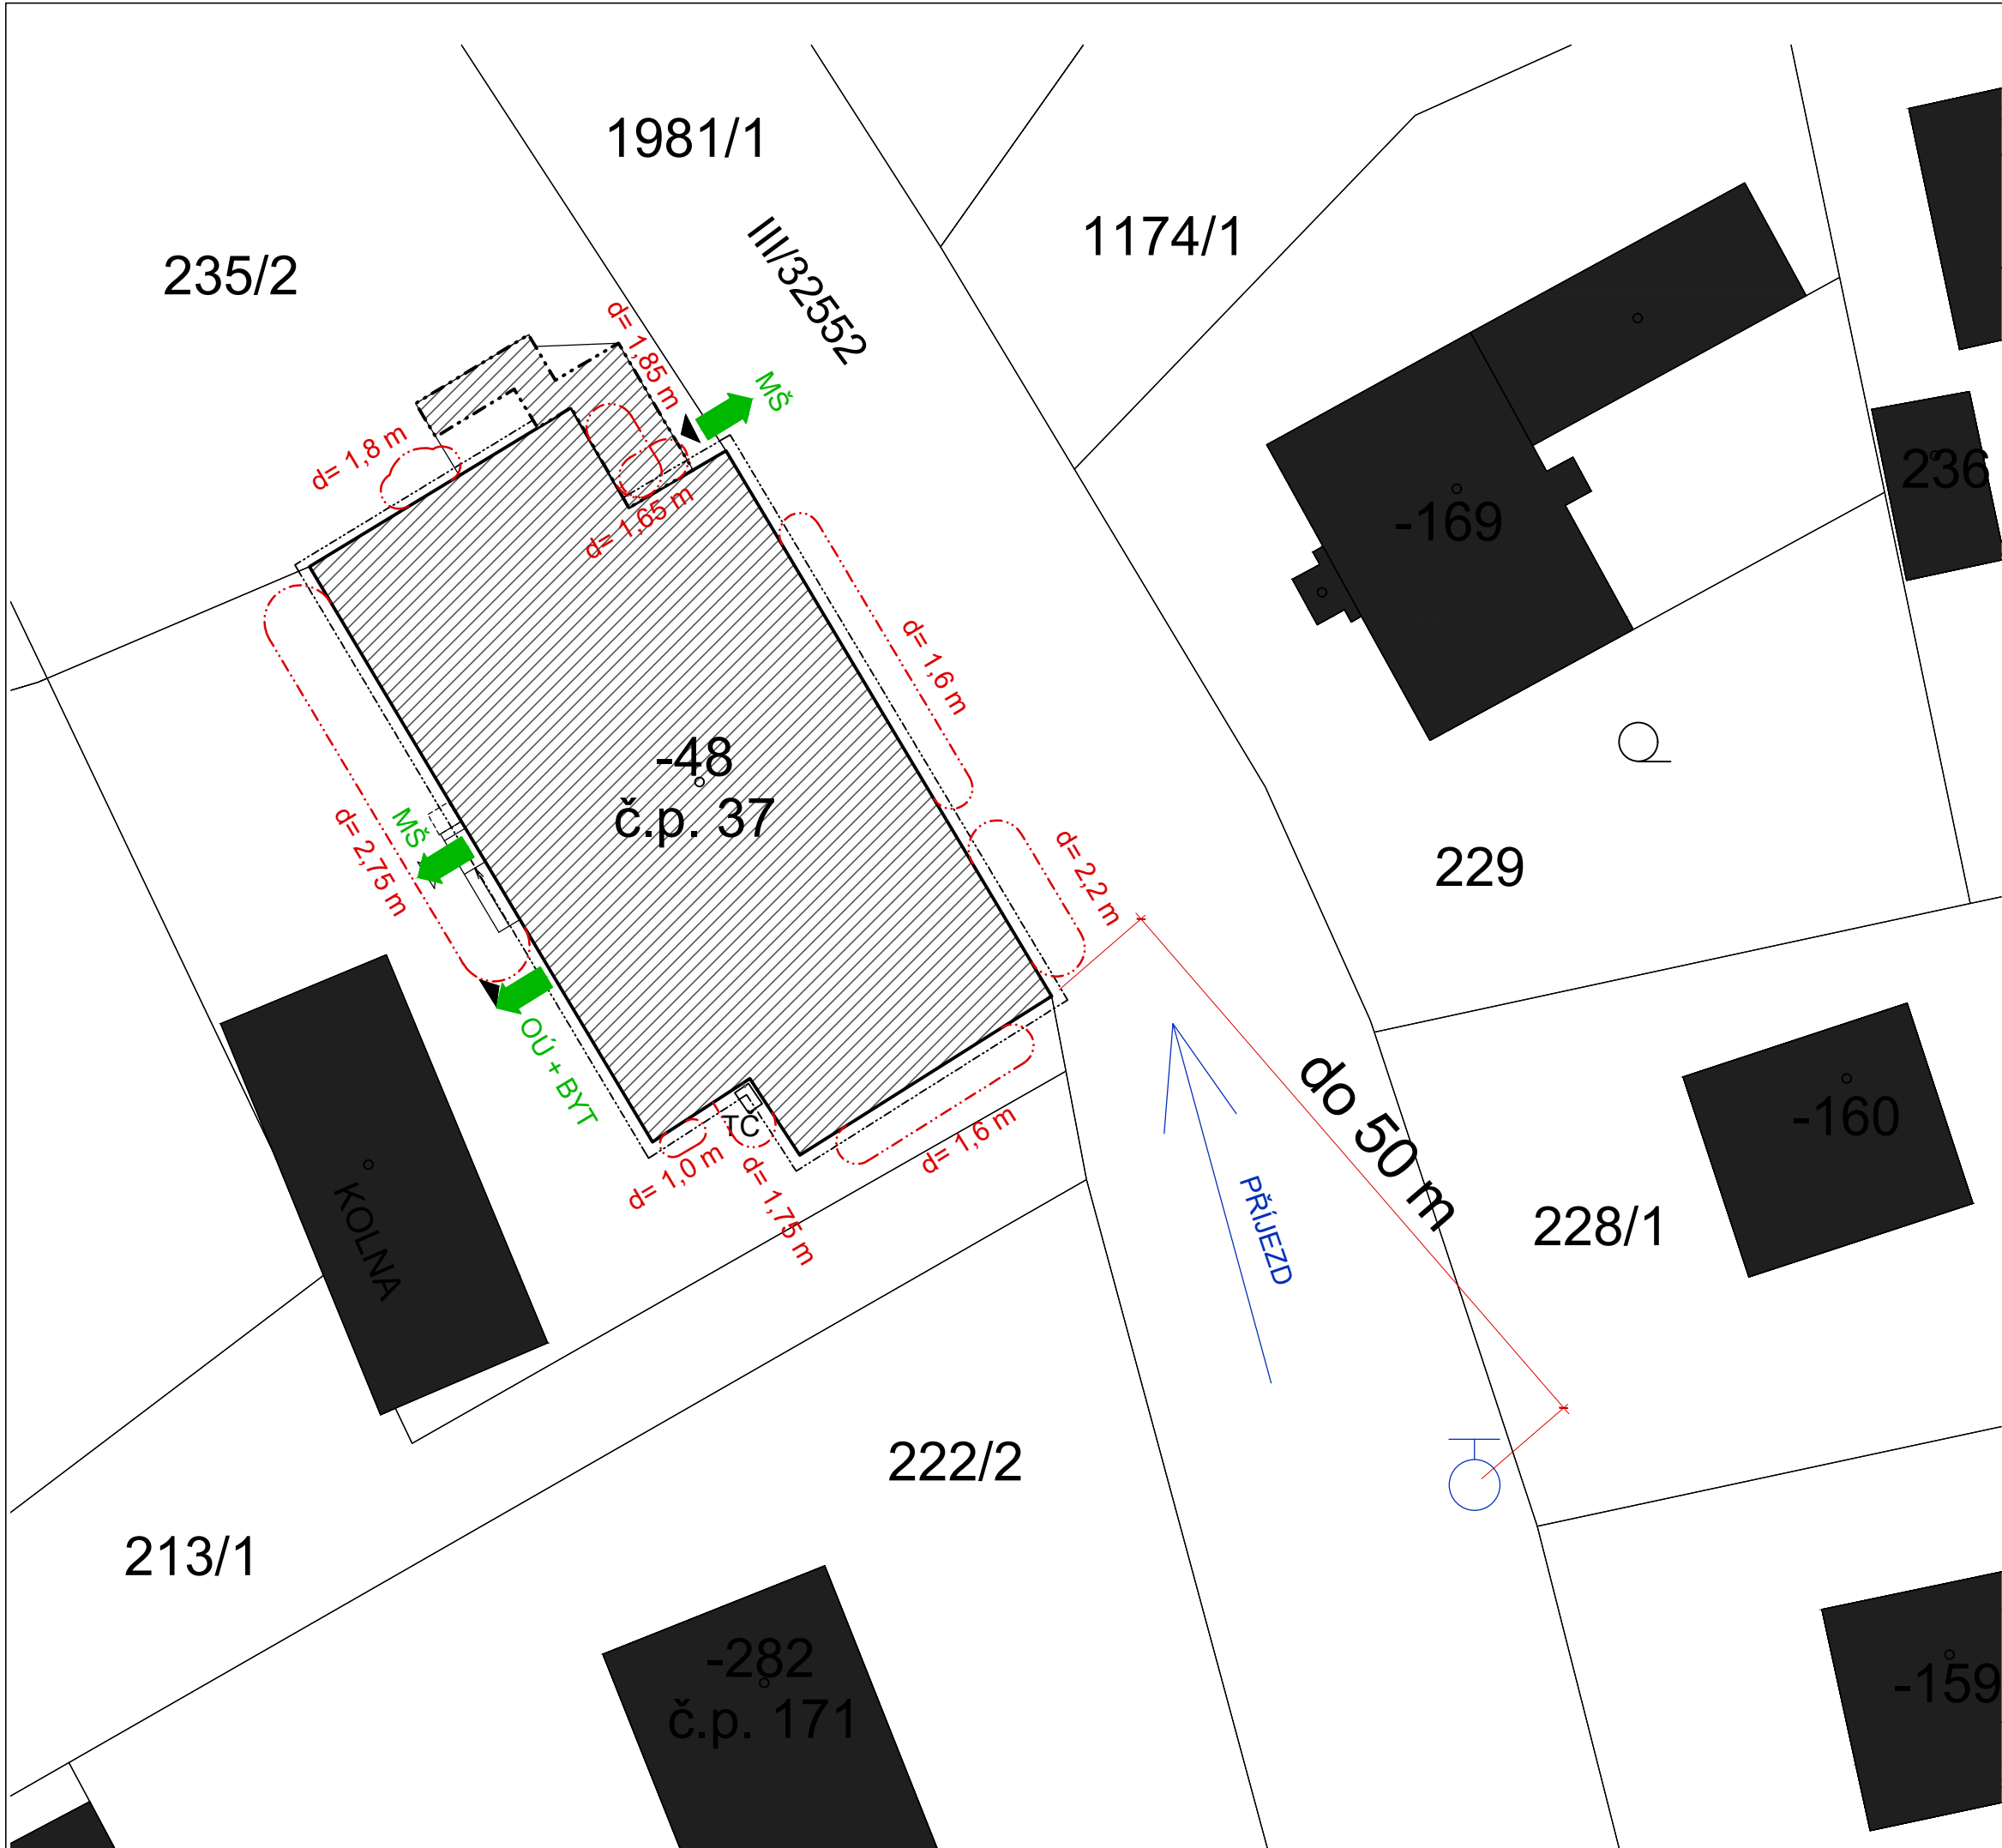 1981/1
1174/1
235/2
III/32552
d= 1,85 m
MŠ
d= 1,8 m
d= 1,65 m
236
-169
d= 1,6 m
-48
č.p. 37
MŠ
d= 2,75 m
d= 2,2 m
229
OÚ + BYT
do 50 m
TČ
d= 1,0 m
d= 1,75 m
d= 1,6 m
-160
PŘÍJEZD
228/1
KOLNA
222/2
213/1
-282
č.p. 171
-159